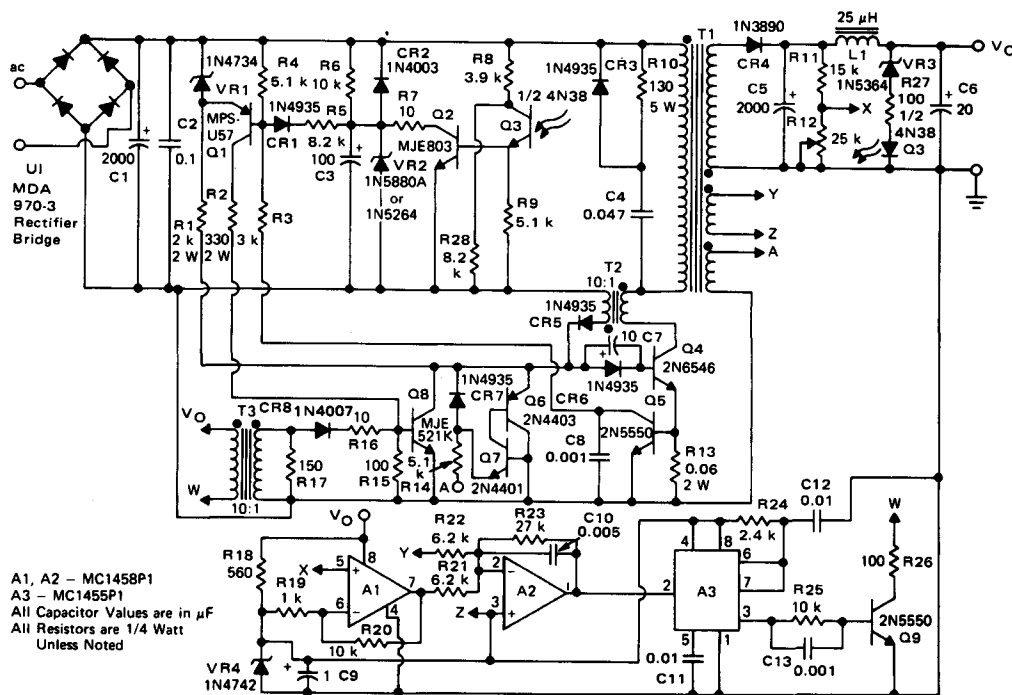 ac
UI
MDA
970-3
Rectifier
Bridge
+
2000
C1
C2
0.1
1N4734
VR1
MPS-
U57
Q1
R1
2 k
2 W
R2
330
2 W
R4
5.1 k
1N4935
CR1
R3
3 k
R6
10 k
R5
8.2 k
100
+
C3
CR2
1N4003
R7
10
VR2
1N5880A
or
1N5264
Q2
MJE803
R8
3.9 k
1/2 4N38
Q3
R28
8.2
k
R9
5.1 k
1N4935
CR3
R10
130
5 W
C4
0.047
T1
1N3890
CR4
C5
2000
+
R11
15 k
X
R12
25 k
25 μH
L1
1N5364
VR3
R27
100
1/2
4N38
Q3
+
C6
20
VO
Y
Z
A
T2
10:1
1N4935
CR5
10
C7
+
1N4935
CR6
Q4
2N6546
Q5
2N5550
C8
0.001
R13
0.06
2 W
VO
T3
W
10:1
CR8
1N4007
10
R16
150
R17
100
R15
Q8
MJE
521K
5.1
k
R14
A
1N4935
CR7
Q6
2N4403
Q7
2N4401
VO
R18
560
R19
1 k
X
5
+
6
−
A1
8
7
4
R20
10 k
VR4
1N4742
+
1
C9
Y
R22
6.2 k
R21
6.2 k
R23
27 k
C10
0.005
2
−
3
+
A2
1
Z
4
8
6
7
2
A3
3
5
1
R24
2.4 k
C12
0.01
0.01
C11
R25
10 k
C13
0.001
W
100
R26
2N5550
Q9
A1, A2 – MC1458P1
A3 – MC1455P1
All Capacitor Values are in μF
All Resistors are 1/4 Watt
Unless Noted